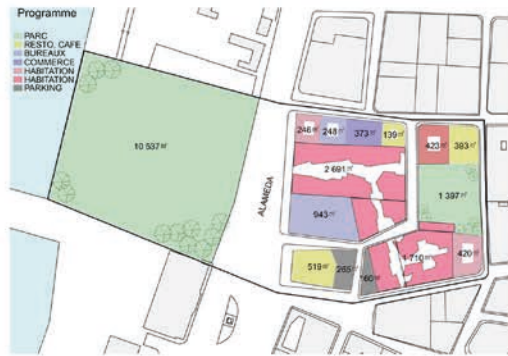 Programme
PARC
RESTO, CAFE
BUREAUX
COMMERCE
HABITATION
HABITATION
PARKING
10 537 m²
ALAMEDA
246 m²
248 m²
373 m²
139 m²
423 m²
393 m²
2 691 m²
1 397 m²
943 m²
519 m²
265 m²
160 m²
1 710 m²
420 m²